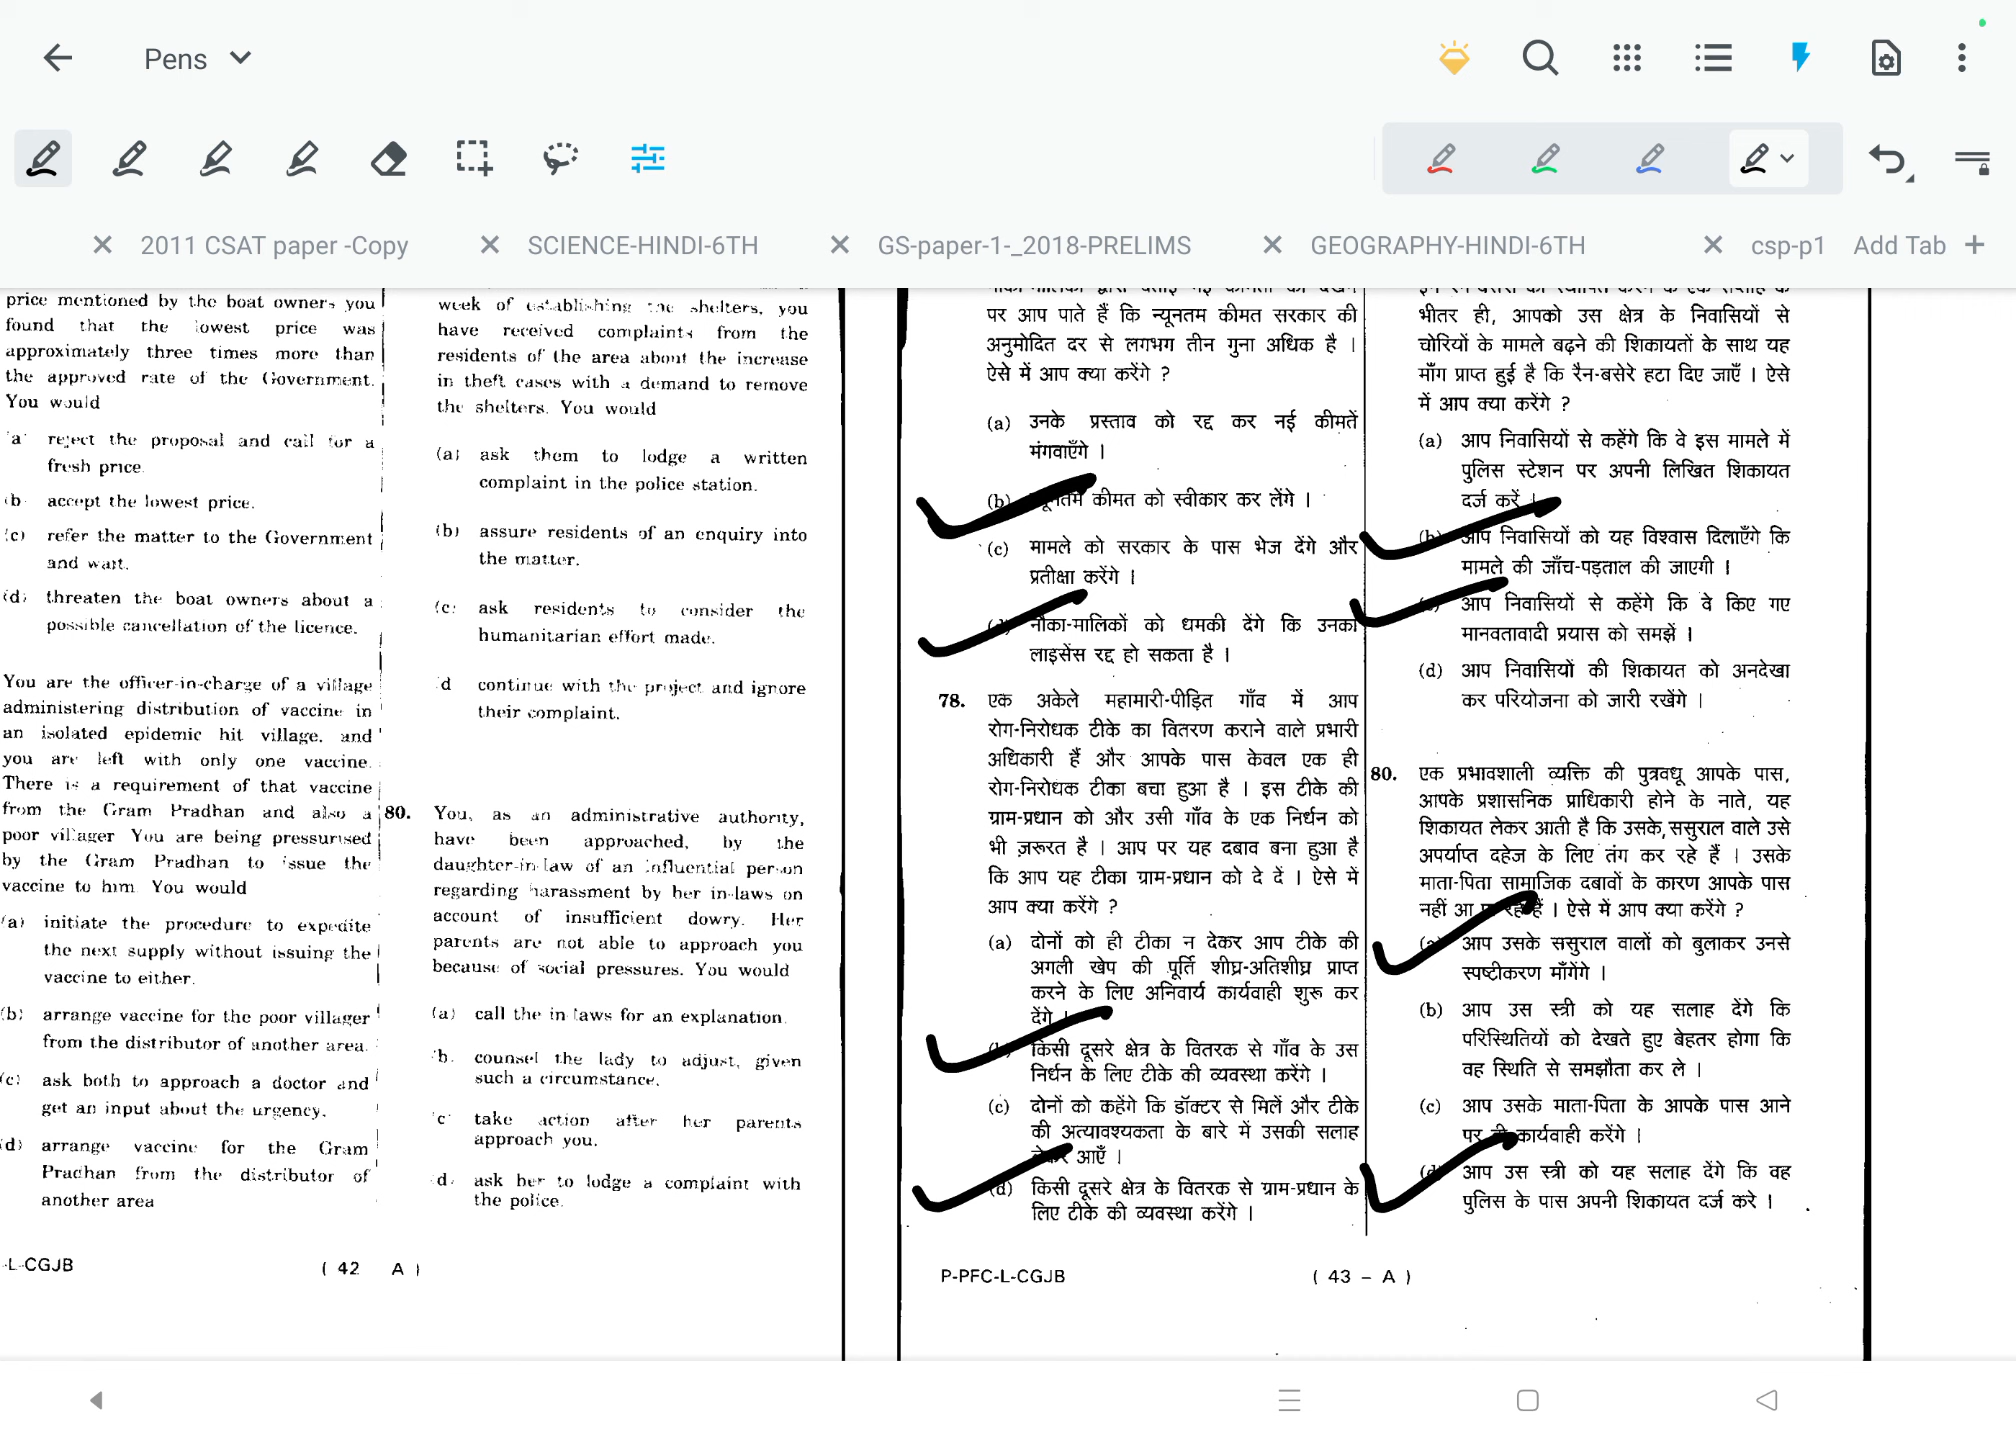 Pens
2011 CSAT paper -Copy
SCIENCE-HINDI-6TH
GS-paper-1-_2018-PRELIMS
GEOGRAPHY-HINDI-6TH
csp-p1
Add Tab
price mentioned by the boat owners you
found that the lowest price was
approximately three times more than
the approved rate of the Government.
You would
(a) reject the proposal and call for a
fresh price.
(b) accept the lowest price.
(c) refer the matter to the Government
and wait.
(d) threaten the boat owners about a
possible cancellation of the licence.
You are the officer-in-charge of a village
administering distribution of vaccine in
an isolated epidemic hit village, and
you are left with only one vaccine.
There is a requirement of that vaccine
from the Gram Pradhan and also a
poor villager You are being pressurised
by the Gram Pradhan to issue the
vaccine to him. You would
(a) initiate the procedure to expedite
the next supply without issuing the
vaccine to either.
(b) arrange vaccine for the poor villager
from the distributor of another area.
(c) ask both to approach a doctor and
get an input about the urgency.
(d) arrange vaccine for the Gram
Pradhan from the distributor of
another area
-L-CGJB
( 42 A )
week of establishing the shelters, you
have received complaints from the
residents of the area about the increase
in theft cases with a demand to remove
the shelters. You would
(a) ask them to lodge a written
complaint in the police station.
(b) assure residents of an enquiry into
the matter.
(c) ask residents to consider the
humanitarian effort made.
(d) continue with the project and ignore
their complaint.
80. You, as an administrative authority,
have been approached, by the
daughter-in-law of an influential person
regarding harassment by her in-laws on
account of insufficient dowry. Her
parents are not able to approach you
because of social pressures. You would
(a) call the in-laws for an explanation.
(b) counsel the lady to adjust, given
such a circumstance.
(c) take action after her parents
approach you.
(d) ask her to lodge a complaint with
the police.
पर आप पाते हैं कि न्यूनतम कीमत सरकार की
अनुमोदित दर से लगभग तीन गुना अधिक है ।
ऐसे में आप क्या करेंगे ?
(a) उनके प्रस्ताव को रद्द कर नई कीमतें
मंगवाएँगे ।
(b) न्यूनतम कीमत को स्वीकार कर लेंगे ।
(c) मामले को सरकार के पास भेज देंगे और
प्रतीक्षा करेंगे ।
(d) नौका-मालिकों को धमकी देंगे कि उनका
लाइसेंस रद्द हो सकता है ।
78. एक अकेले महामारी-पीड़ित गाँव में आप
रोग-निरोधक टीके का वितरण कराने वाले प्रभारी
अधिकारी हैं और आपके पास केवल एक ही
रोग-निरोधक टीका बचा हुआ है । इस टीके की
ग्राम-प्रधान को और उसी गाँव के एक निर्धन को
भी ज़रूरत है । आप पर यह दबाव बना हुआ है
कि आप यह टीका ग्राम-प्रधान को दे दें । ऐसे में
आप क्या करेंगे ?
(a) दोनों को ही टीका न देकर आप टीके की
अगली खेप की पूर्ति शीघ्र-अतिशीघ्र प्राप्त
करने के लिए अनिवार्य कार्यवाही शुरू कर
देंगे ।
(b) किसी दूसरे क्षेत्र के वितरक से गाँव के उस
निर्धन के लिए टीके की व्यवस्था करेंगे ।
(c) दोनों को कहेंगे कि डॉक्टर से मिलें और टीके
की अत्यावश्यकता के बारे में उसकी सलाह
लेकर आएँ ।
(d) किसी दूसरे क्षेत्र के वितरक से ग्राम-प्रधान के
लिए टीके की व्यवस्था करेंगे ।
P-PFC-L-CGJB
( 43 – A )
भीतर ही, आपको उस क्षेत्र के निवासियों से
चोरियों के मामले बढ़ने की शिकायतों के साथ यह
माँग प्राप्त हुई है कि रैन-बसेरे हटा दिए जाएँ । ऐसे
में आप क्या करेंगे ?
(a) आप निवासियों से कहेंगे कि वे इस मामले में
पुलिस स्टेशन पर अपनी लिखित शिकायत
दर्ज करें ।
(b) आप निवासियों को यह विश्वास दिलाएँगे कि
मामले की जाँच-पड़ताल की जाएगी ।
(c) आप निवासियों से कहेंगे कि वे किए गए
मानवतावादी प्रयास को समझें ।
(d) आप निवासियों की शिकायत को अनदेखा
कर परियोजना को जारी रखेंगे ।
80. एक प्रभावशाली व्यक्ति की पुत्रवधू आपके पास,
आपके प्रशासनिक प्राधिकारी होने के नाते, यह
शिकायत लेकर आती है कि उसके ससुराल वाले उसे
अपर्याप्त दहेज के लिए तंग कर रहे हैं । उसके
माता-पिता सामाजिक दबावों के कारण आपके पास
नहीं आ पा रहे हैं । ऐसे में आप क्या करेंगे ?
(a) आप उसके ससुराल वालों को बुलाकर उनसे
स्पष्टीकरण माँगेंगे ।
(b) आप उस स्त्री को यह सलाह देंगे कि
परिस्थितियों को देखते हुए बेहतर होगा कि
वह स्थिति से समझौता कर ले ।
(c) आप उसके माता-पिता के आपके पास आने
पर ही कार्यवाही करेंगे ।
(d) आप उस स्त्री को यह सलाह देंगे कि वह
पुलिस के पास अपनी शिकायत दर्ज करे ।